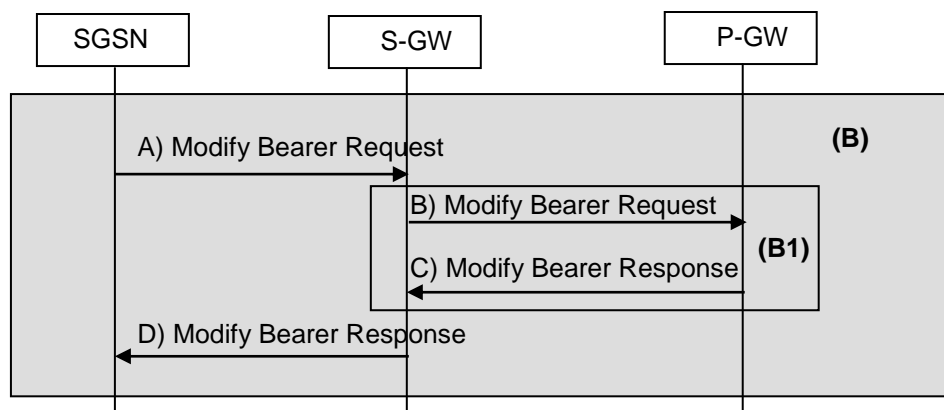 SGSN
S-GW
P-GW
(B)
A) Modify Bearer Request
B) Modify Bearer Request
(B1)
C) Modify Bearer Response
D) Modify Bearer Response